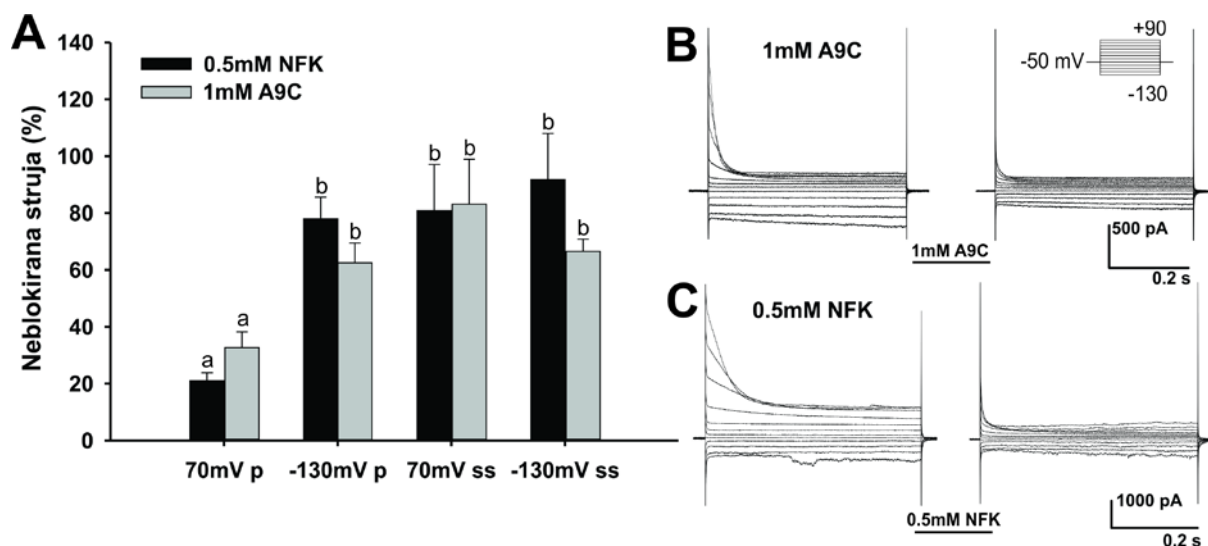 A
Neblokirana struja (%)
140
120
100
80
60
40
20
0
0.5mM NFK
1mM A9C
a
a
b
b
b
b
b
b
70mV p
-130mV p
70mV ss
-130mV ss
B
1mM A9C
+90
-50 mV
-130
1mM A9C
500 pA
0.2 s
C
0.5mM NFK
0.5mM NFK
1000 pA
0.2 s